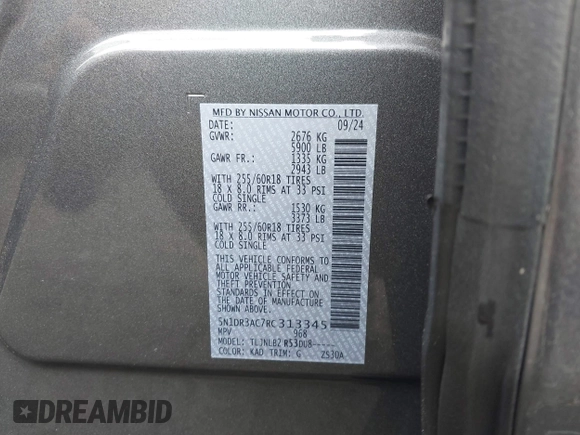 MFD BY NISSAN MOTOR CO., LTD.
DATE: 09/24
GVWR: 2676 KG
5900 LB
GAWR FR.: 1335 KG
2943 LB
WITH 255/60R18 TIRES
18 X 8.0 RIMS AT 33 PSI
COLD SINGLE
GAWR RR.: 1530 KG
3373 LB
WITH 255/60R18 TIRES
18 X 8.0 RIMS AT 33 PSI
COLD SINGLE
THIS VEHICLE CONFORMS TO
ALL APPLICABLE FEDERAL
MOTOR VEHICLE SAFETY AND
THEFT PREVENTION
STANDARDS IN EFFECT ON
THE DATE OF MANUFACTURE
SHOWN ABOVE.
5N1DR3AC7RC313345
MPV 968
MODEL: TLJNLBZ R53DU8-----
COLOR: KAD TRIM: G ZS30A
DREAMBID